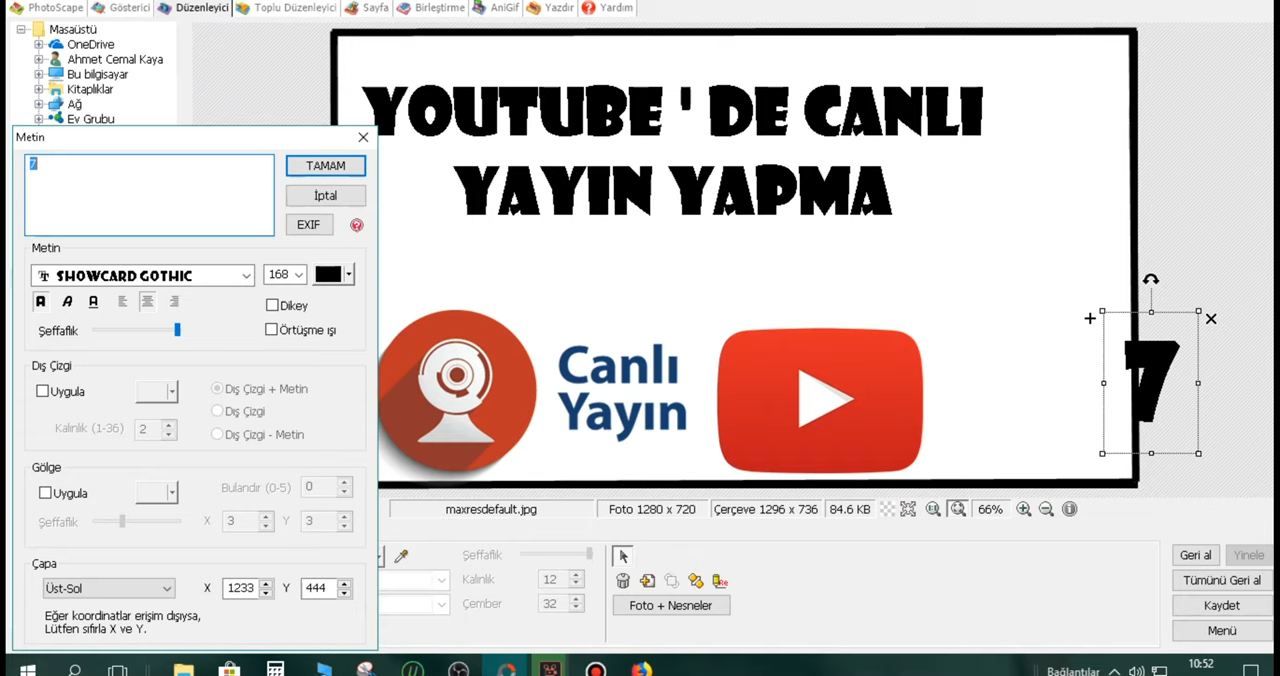 PhotoScape Gösterici Düzenleyici Toplu Düzenleyici Sayfa Birleştirme AniGif Yazdır Yardım
Masaüstü
OneDrive
Ahmet Cemal Kaya
Bu bilgisayar
Kitaplıklar
Ağ
Ev Grubu
Metin
7
TAMAM
İptal
EXIF
Metin
SHOWCARD GOTHIC 168
A A A
Dikey
Şeffaflık
Örtüşme ışı
Dış Çizgi
Uygula
Dış Çizgi + Metin
Dış Çizgi
Kalınlık (1-36) 2
Dış Çizgi - Metin
Gölge
Uygula
Bulandır (0-5) 0
Şeffaflık X 3 Y 3
Çapa
Üst-Sol X 1233 Y 444
Eğer koordinatlar erişim dışıysa,
Lütfen sıfırla X ve Y.
YOUTUBE ' DE CANLI
YAYIN YAPMA
Canlı
Yayın
7
maxresdefault.jpg Foto 1280 x 720 Çerçeve 1296 x 736 84.6 KB 66%
Şeffaflık
Kalınlık 12
Çember 32
Foto + Nesneler
Geri al Yinele
Tümünü Geri al
Kaydet
Menü
Bağlantılar 10:52